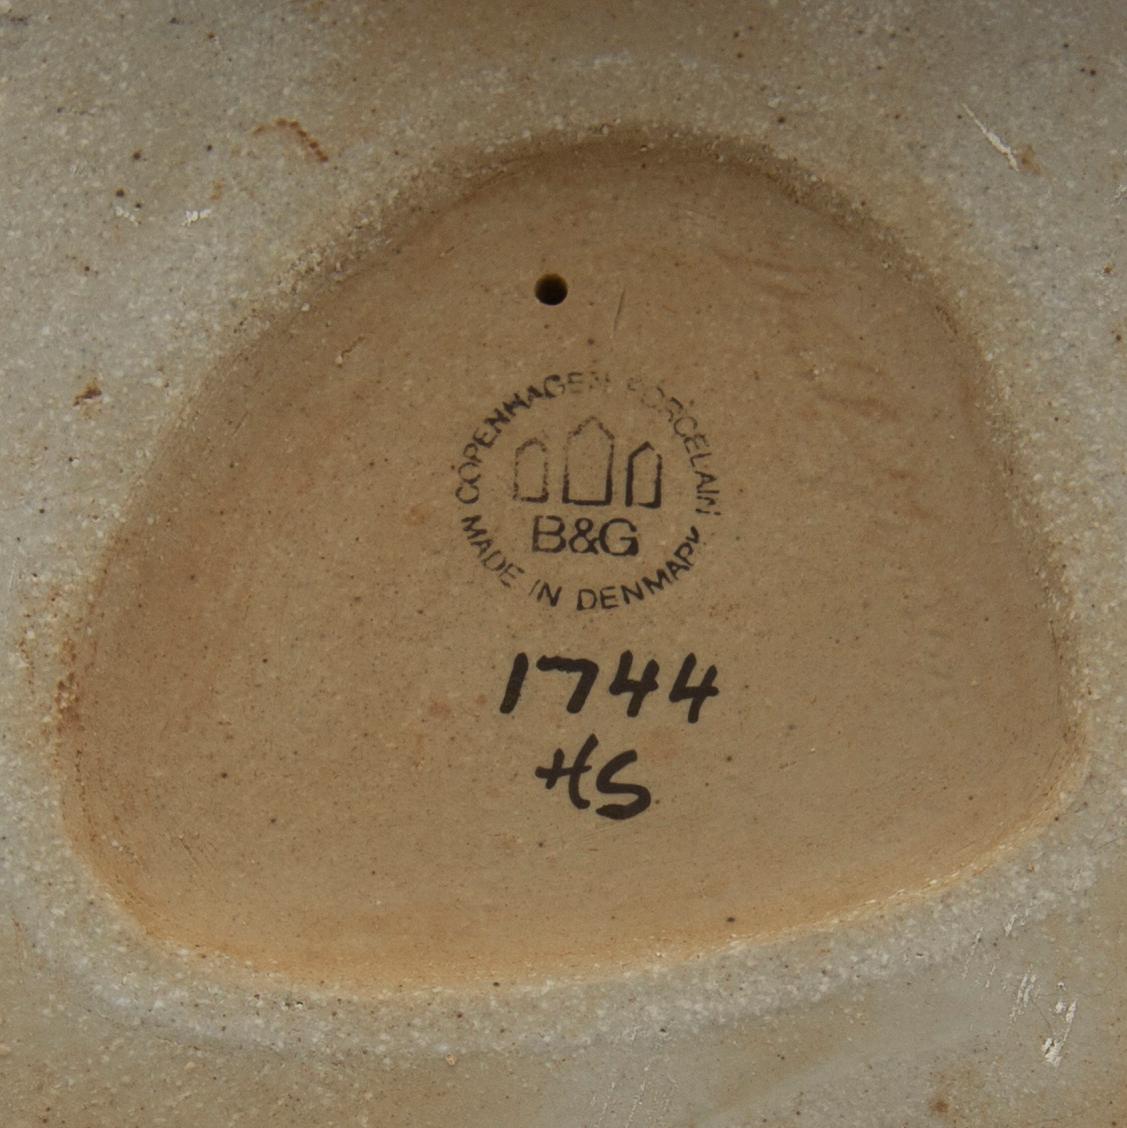 COPENHAGEN PORCELAIN
B&G
MADE IN DENMARK
1744
HS